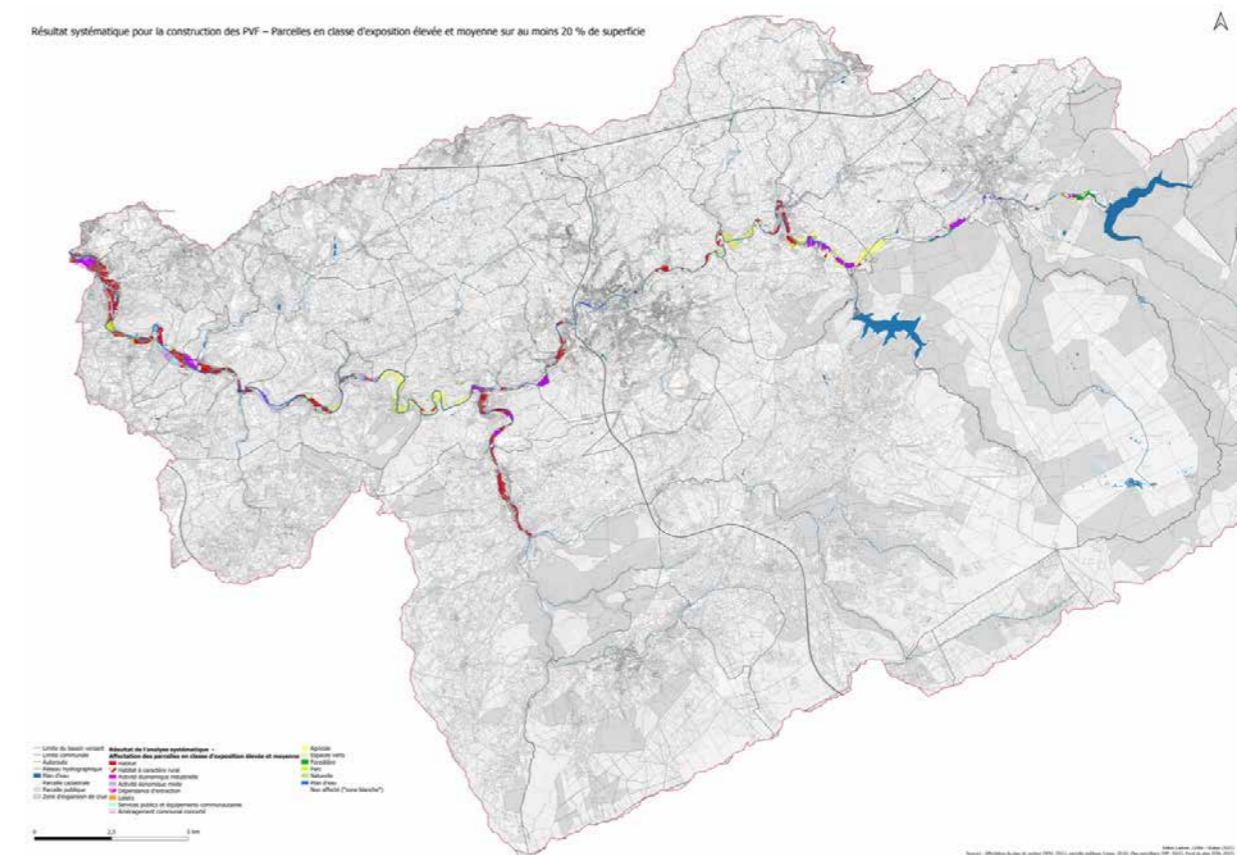 Résultat systématique pour la construction des PVF – Parcelles en classe d'exposition élevée et moyenne sur au moins 20 % de superficie
Limite du bassin versant
Limite communale
Autoroute
Réseau hydrographique
Plan d'eau
Parcelle cadastrale
Parcelle publique
Zone d'expansion de crue
Résultat de l'analyse systématique -
Affectation des parcelles en classe d'exposition élevée et moyenne
Habitat
Habitat à caractère rural
Activité économique industrielle
Activité économique mixte
Dépendance d'extraction
Loisirs
Services publics et équipements communautaires
Aménagement communal concerté
Agricole
Espaces verts
Forestière
Parc
Naturelle
Plan d'eau
Non affecté ("zone blanche")
0 2,5 5 km